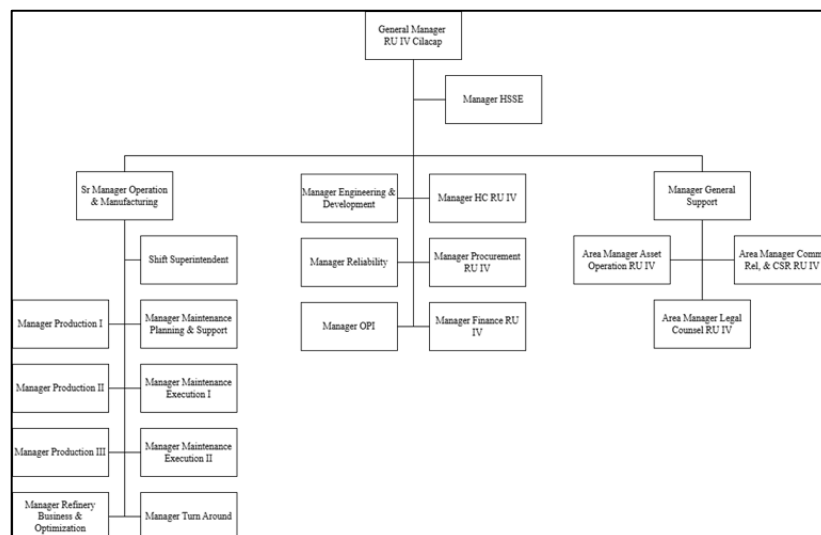 General Manager
RU IV Cilacap
Manager HSSE
Sr Manager Operation
& Manufacturing
Manager Engineering &
Development
Manager HC RU IV
Manager General
Support
Shift Superintendent
Manager Reliability
Manager Procurement
RU IV
Area Manager Asset
Operation RU IV
Area Manager Comm
Rel, & CSR RU IV
Manager Production I
Manager Maintenance
Planning & Support
Manager OPI
Manager Finance RU
IV
Area Manager Legal
Counsel RU IV
Manager Production II
Manager Maintenance
Execution I
Manager Production III
Manager Maintenance
Execution II
Manager Refinery
Business &
Optimization
Manager Turn Around